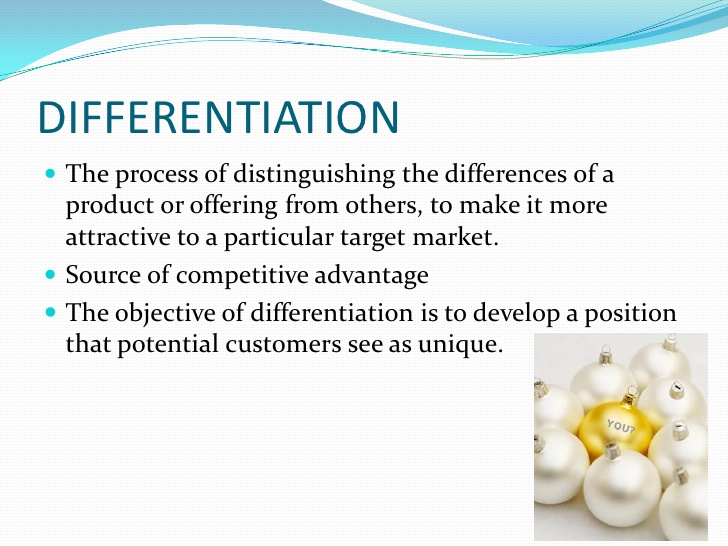 DIFFERENTIATION
The process of distinguishing the differences of a
product or offering from others, to make it more
attractive to a particular target market.
Source of competitive advantage
The objective of differentiation is to develop a position
that potential customers see as unique.
YOU?